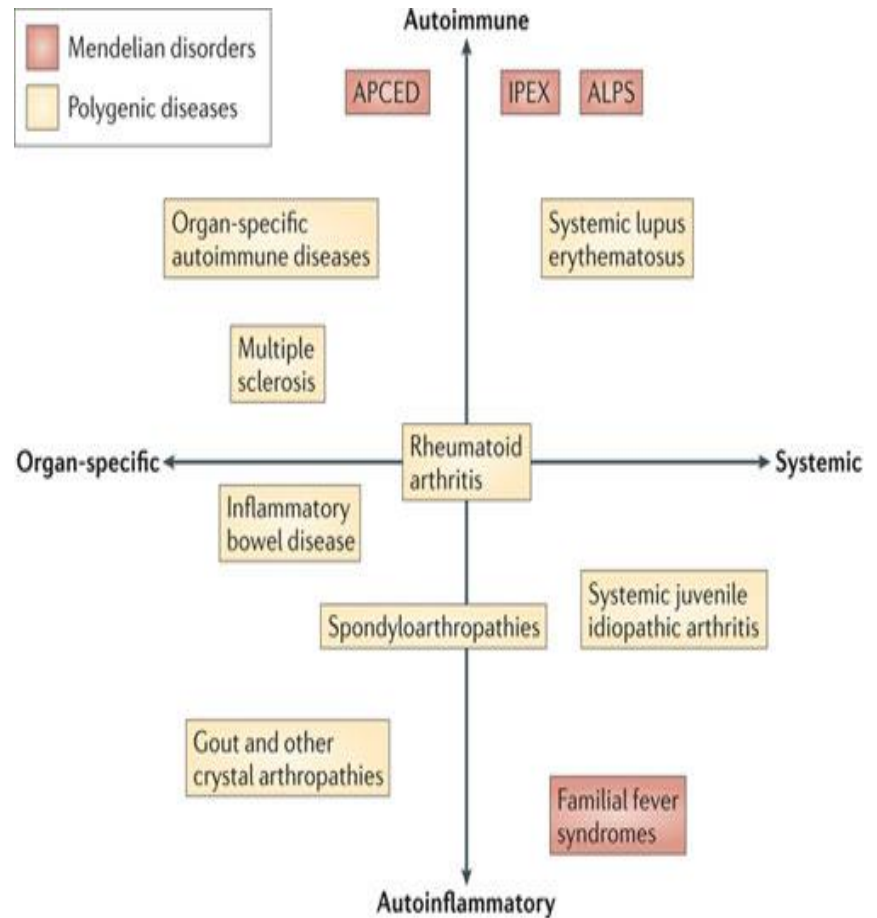 Autoimmune
Mendelian disorders
Polygenic diseases
APCED
IPEX
ALPS
Organ-specific
autoimmune diseases
Systemic lupus
erythematosus
Multiple
sclerosis
Organ-specific
Rheumatoid
arthritis
Systemic
Inflammatory
bowel disease
Systemic juvenile
idiopathic arthritis
Spondyloarthropathies
Gout and other
crystal arthropathies
Familial fever
syndromes
Autoinflammatory